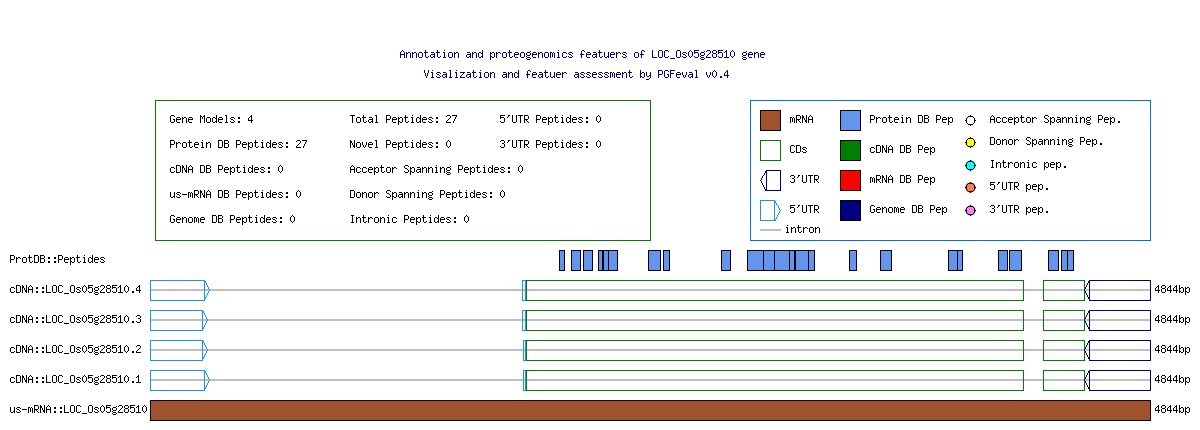 Annotation and proteogenomics featuers of LOC_Os05g28510 gene
Visalization and featuer assessment by PGFeval v0.4
Gene Models: 4
Total Peptides: 27
5'UTR Peptides: 0
Protein DB Peptides: 27
Novel Peptides: 0
3'UTR Peptides: 0
cDNA DB Peptides: 0
Acceptor Spanning Peptides: 0
us-mRNA DB Peptides: 0
Donor Spanning Peptides: 0
Genome DB Peptides: 0
Intronic Peptides: 0
mRNA
Protein DB Pep
Acceptor Spanning Pep.
CDs
cDNA DB Pep
Donor Spanning Pep.
Intronic pep.
3'UTR
mRNA DB Pep
5'UTR pep.
5'UTR
Genome DB Pep
3'UTR pep.
intron
ProtDB::Peptides
cDNA::LOC_Os05g28510.4 4844bp
cDNA::LOC_Os05g28510.3 4844bp
cDNA::LOC_Os05g28510.2 4844bp
cDNA::LOC_Os05g28510.1 4844bp
us-mRNA::LOC_Os05g28510 4844bp